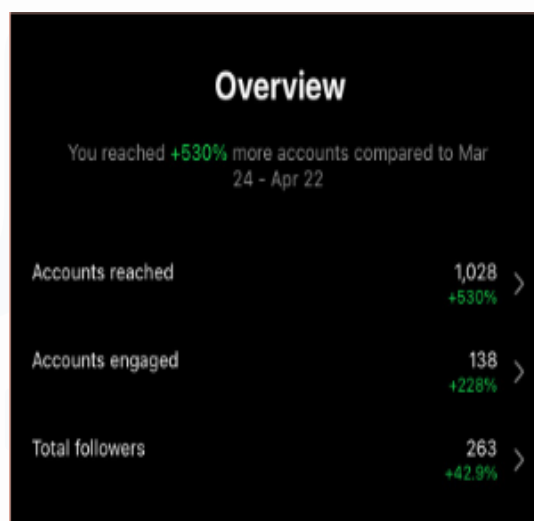 Overview
You reached +530% more accounts compared to Mar
24 - Apr 22
Accounts reached 1,028
+530%
Accounts engaged 138
+228%
Total followers 263
+42.9%